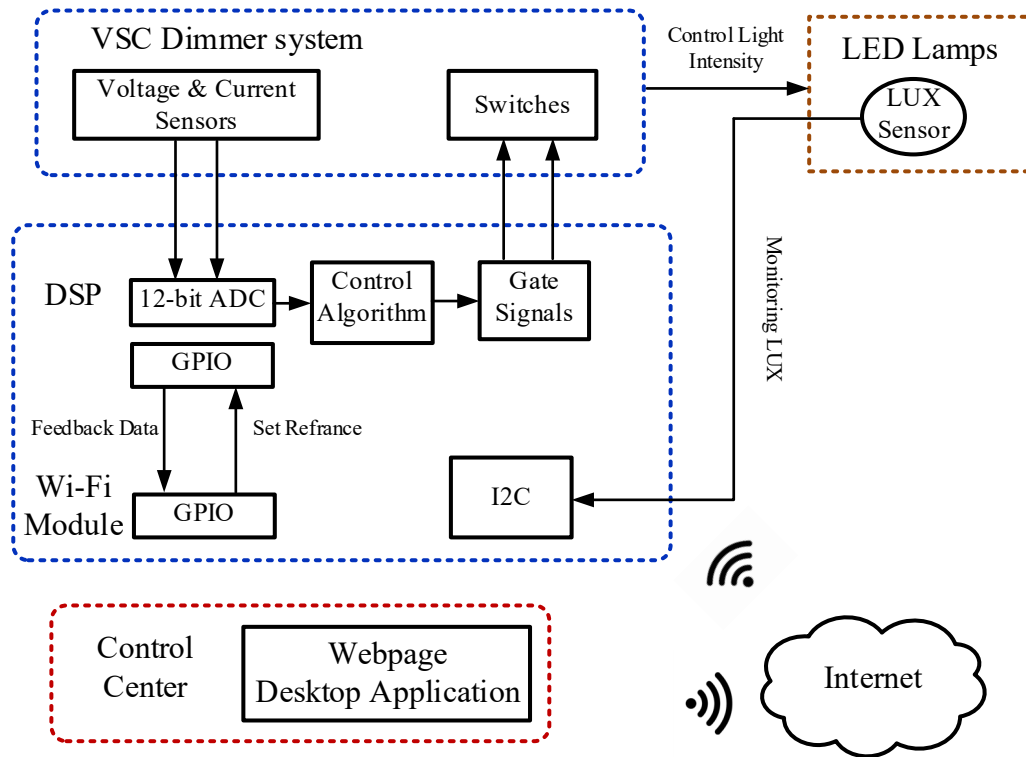 VSC Dimmer system
Voltage & Current
Sensors
Switches
Control Light
Intensity
LED Lamps
LUX
Sensor
DSP
12-bit ADC
Control
Algorithm
Gate
Signals
GPIO
Feedback Data
Set Refrance
Wi-Fi
Module
GPIO
I2C
Monitoring LUX
Control
Center
Webpage
Desktop Application
Internet